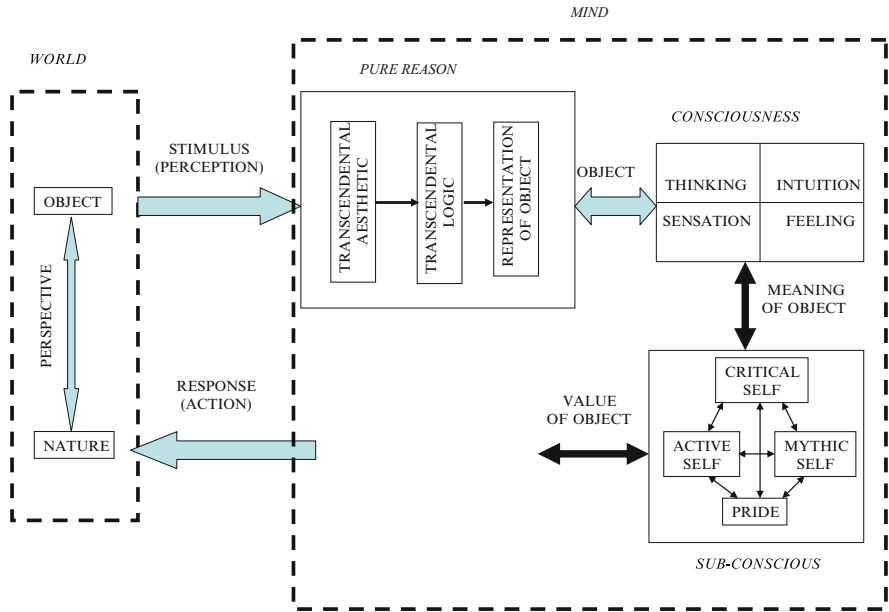 MIND
WORLD
PURE REASON
CONSCIOUSNESS
STIMULUS
(PERCEPTION)
OBJECT
PERSPECTIVE
NATURE
TRANSCENDENTAL
AESTHETIC
TRANSCENDENTAL
LOGIC
REPRESENTATION
OF OBJECT
OBJECT
THINKING
INTUITION
SENSATION
FEELING
MEANING
OF OBJECT
RESPONSE
(ACTION)
VALUE
OF OBJECT
CRITICAL
SELF
ACTIVE
SELF
MYTHIC
SELF
PRIDE
SUB-CONSCIOUS